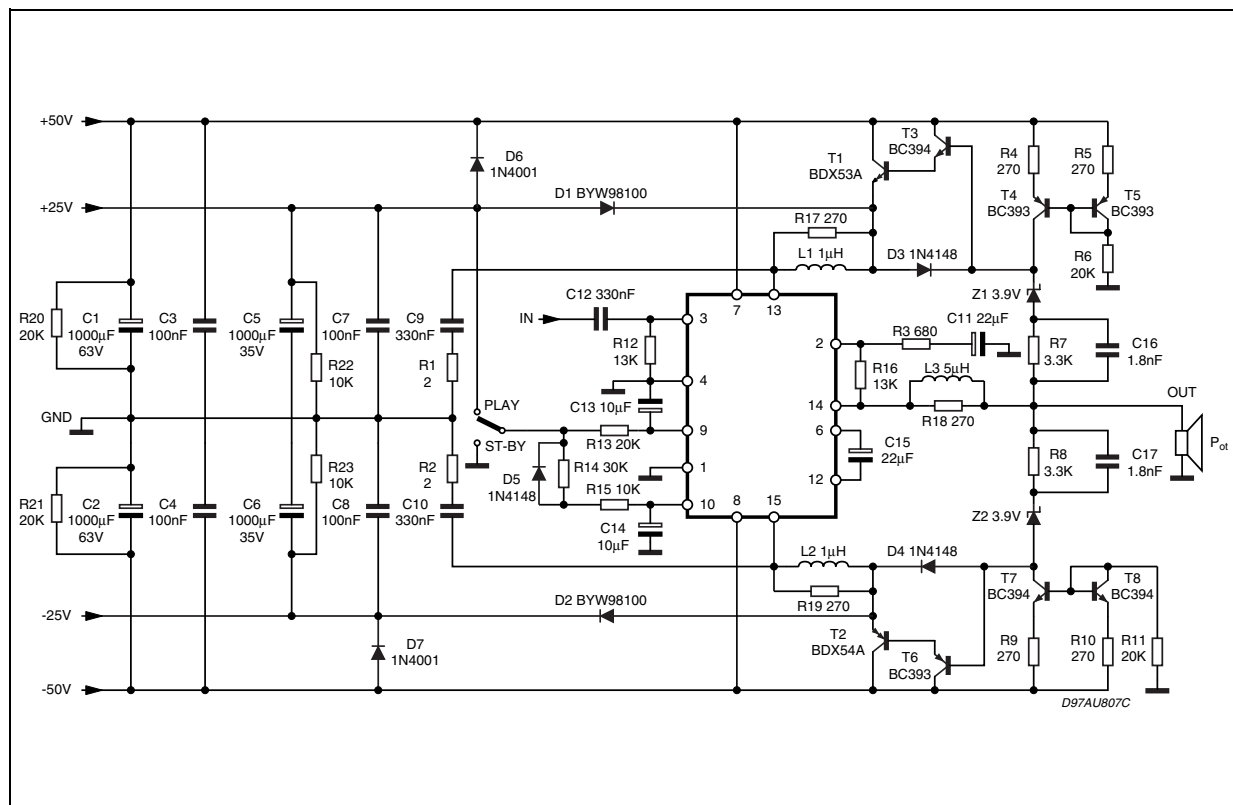 +50V
D6
1N4001
+25V
D1 BYW98100
T1
BDX53A
T3
BC394
R4
270
R5
270
T4
BC393
T5
BC393
R17 270
L1 1µH
D3 1N4148
R6
20K
Z1 3.9V
R20
20K
C1
1000µF
63V
C3
100nF
C5
1000µF
35V
C7
100nF
C9
330nF
R22
10K
R1
2
C12 330nF
IN
R12
13K
3
7
13
2
R3 680
C11 22µF
R7
3.3K
C16
1.8nF
R16
13K
L3 5µH
4
C13 10µF
14
R18 270
OUT
Pot
GND
PLAY
ST-BY
R13 20K
9
6
C15
22µF
12
R8
3.3K
C17
1.8nF
R21
20K
C2
1000µF
63V
C4
100nF
R23
10K
C6
1000µF
35V
C8
100nF
R2
2
C10
330nF
D5
1N4148
R14 30K
1
R15 10K
10
8
15
C14
10µF
Z2 3.9V
L2 1µH
D4 1N4148
R19 270
T7
BC394
T8
BC394
-25V
D2 BYW98100
D7
1N4001
T2
BDX54A
T6
BC393
R9
270
R10
270
R11
20K
-50V
D97AU807C